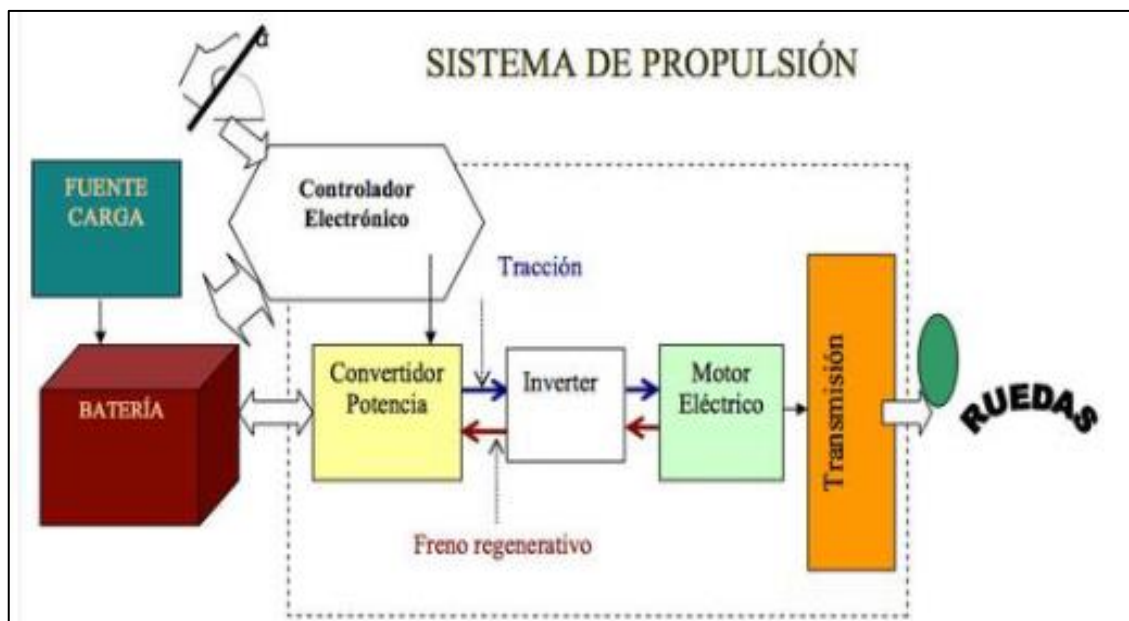 α
SISTEMA DE PROPULSIÓN
FUENTE
CARGA
Controlador
Electrónico
Tracción
BATERÍA
Convertidor
Potencia
Inverter
Motor
Eléctrico
Transmisión
RUEDAS
Freno regenerativo